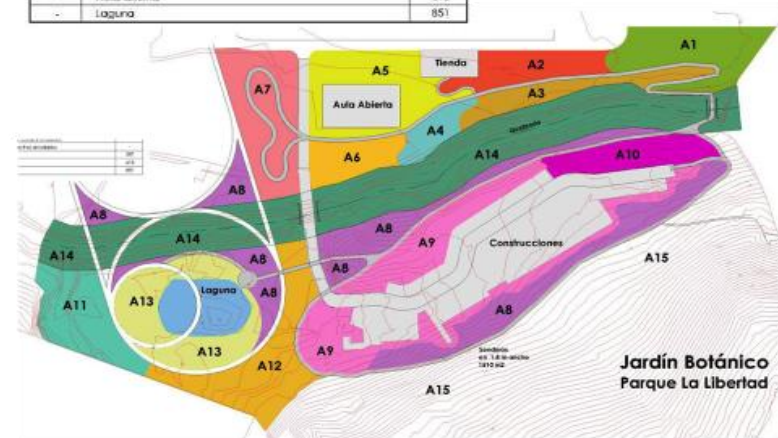 - Laguna 851
A1
A5
Tienda
A2
A7
A3
Aula Abierta
A4
Quebrada
A6
A14
A10
A8
A8
A14
A8
A9
Construcciones
A14
A8
A15
A8
Laguna
A8
A11
A13
A8
A13
A9
A12
Jardín Botánico
Parque La Libertad
A15